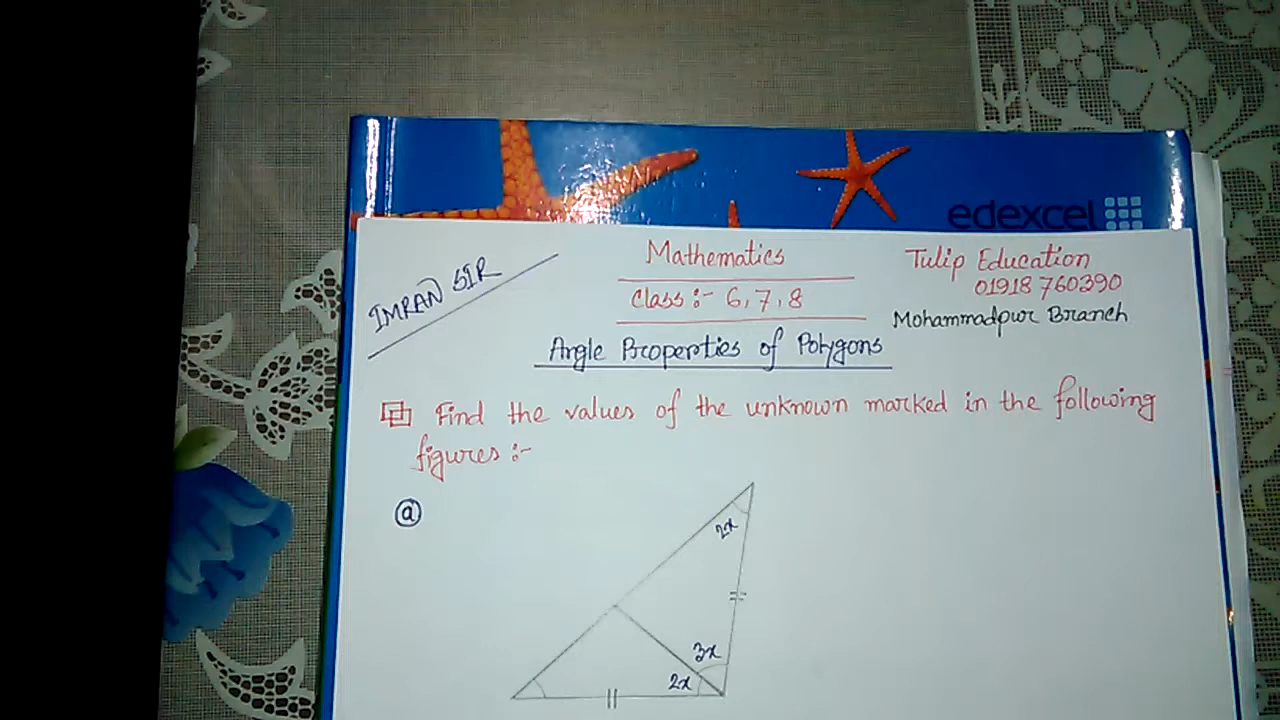 edexcel
IMRAN SIR
Mathematics
Class :- 6, 7, 8
Tulip Education
01918 760390
Mohammadpur Branch
Angle Properties of Polygons
Find the values of the unknown marked in the following
figures :-
a
2x
3x
2x